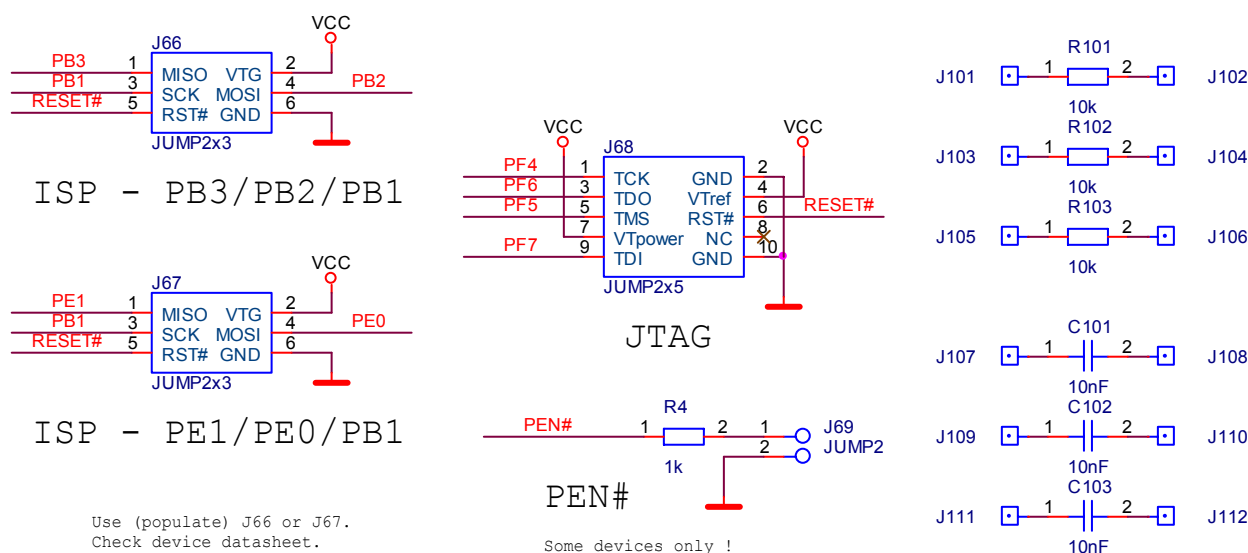 VCC
J66
PB3 1 MISO VTG 2
PB1 3 SCK MOSI 4 PB2
RESET# 5 RST# GND 6
JUMP2x3
ISP - PB3/PB2/PB1
VCC
J67
PE1 1 MISO VTG 2
PB1 3 SCK MOSI 4 PE0
RESET# 5 RST# GND 6
JUMP2x3
ISP - PE1/PE0/PB1
Use (populate) J66 or J67.
Check device datasheet.
VCC VCC
J68
PF4 1 TCK GND 2
PF6 3 TDO VTref 4
PF5 5 TMS RST# 6 RESET#
7 VTpower NC 8
PF7 9 TDI GND 10
JUMP2x5
JTAG
R4
PEN# 1 2 1 J69
2 JUMP2
1k
PEN#
Some devices only !
R101
J101 1 2 J102
10k
R102
J103 1 2 J104
10k
R103
J105 1 2 J106
10k
C101
J107 1 2 J108
10nF
C102
J109 1 2 J110
10nF
C103
J111 1 2 J112
10nF